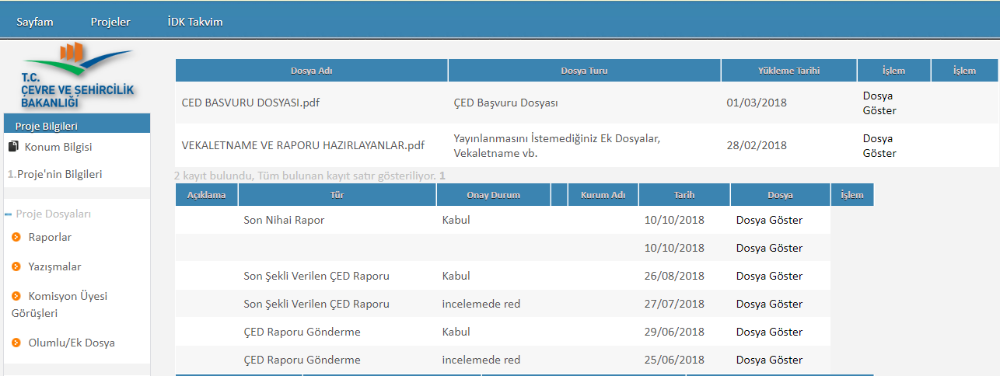 Sayfam Projeler İDK Takvim
T.C.
ÇEVRE VE ŞEHİRCİLİK
BAKANLIĞI
Proje Bilgileri
Konum Bilgisi
1.Proje'nin Bilgileri
Proje Dosyaları
Raporlar
Yazışmalar
Komisyon Üyesi
Görüşleri
Olumlu/Ek Dosya
Dosya Adı Dosya Turu Yükleme Tarihi İşlem İşlem
CED BASVURU DOSYASI.pdf ÇED Başvuru Dosyası 01/03/2018 Dosya
Göster
VEKALETNAME VE RAPORU HAZIRLAYANLAR.pdf Yayınlanmasını İstemediğiniz Ek Dosyalar, 28/02/2018 Dosya
Vekaletname vb. Göster
2 kayıt bulundu, Tüm bulunan kayıt satır gösteriliyor. 1
Açıklama Tür Onay Durum Kurum Adı Tarih Dosya İşlem
Son Nihai Rapor Kabul 10/10/2018 Dosya Göster
10/10/2018 Dosya Göster
Son Şekli Verilen ÇED Raporu Kabul 26/08/2018 Dosya Göster
Son Şekli Verilen ÇED Raporu incelemede red 27/07/2018 Dosya Göster
ÇED Raporu Gönderme Kabul 29/06/2018 Dosya Göster
ÇED Raporu Gönderme incelemede red 25/06/2018 Dosya Göster